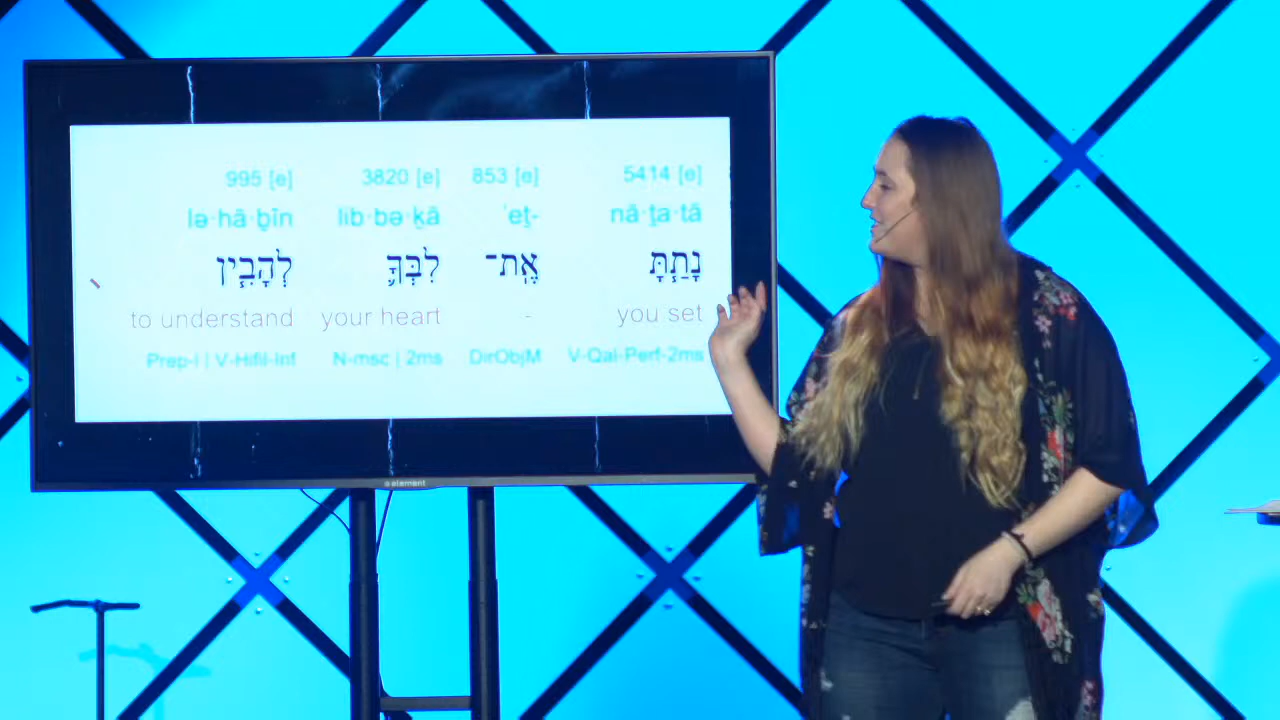 995 [e] 3820 [e] 853 [e] 5414 [e]
lə·hā·ḇîn lib·bə·ḵā ’eṯ- nā·ṯa·tā
נָתַ֨תָּ אֶֽת־ לִבְּךָ֧ לְהָבִ֛ין
to understand your heart - you set
Prep-l | V-Hifil-Inf N-msc | 2ms DirObjM V-Qal-Perf-2ms
element